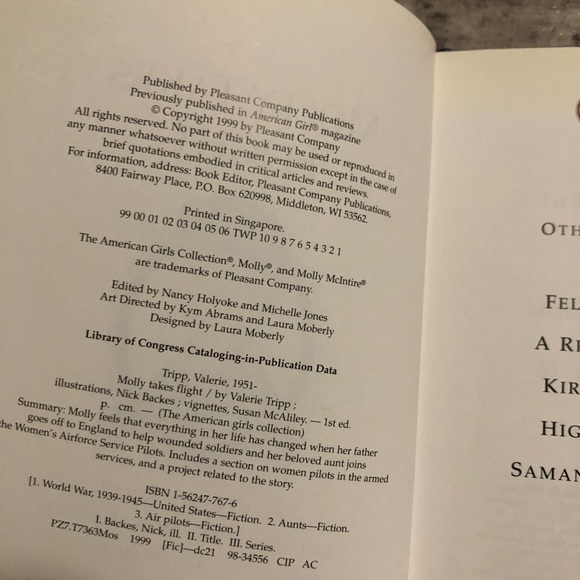 Published by Pleasant Company Publications
Previously published in American Girl® magazine
© Copyright 1999 by Pleasant Company
All rights reserved. No part of this book may be used or reproduced in
any manner whatsoever without written permission except in the case of
brief quotations embodied in critical articles and reviews.
For information, address: Book Editor, Pleasant Company Publications,
8400 Fairway Place, P.O. Box 620998, Middleton, WI 53562.
Printed in Singapore.
99 00 01 02 03 04 05 06 TWP 10 9 8 7 6 5 4 3 2 1
The American Girls Collection®, Molly®, and Molly McIntire®
are trademarks of Pleasant Company.
Edited by Nancy Holyoke and Michelle Jones
Art Directed by Kym Abrams and Laura Moberly
Designed by Laura Moberly
Library of Congress Cataloging-in-Publication Data
Tripp, Valerie, 1951-
Molly takes flight / by Valerie Tripp ;
illustrations, Nick Backes ; vignettes, Susan McAliley. — 1st ed.
p. cm. — (The American girls collection)
Summary: Molly feels that everything in her life has changed when her father
goes off to England to help wounded soldiers and her beloved aunt joins
the Women's Airforce Service Pilots. Includes a section on women pilots in the armed
services, and a project related to the story.
ISBN 1-56247-767-6
[1. World War, 1939-1945—United States—Fiction. 2. Aunts—Fiction.
3. Air pilots—Fiction.]
I. Backes, Nick, ill. II. Title. III. Series.
PZ7.T7363Mos 1999 [Fic]—dc21 98-34556 CIP AC
OTH
FEL
A RE
KIR
HIG
SAMAN